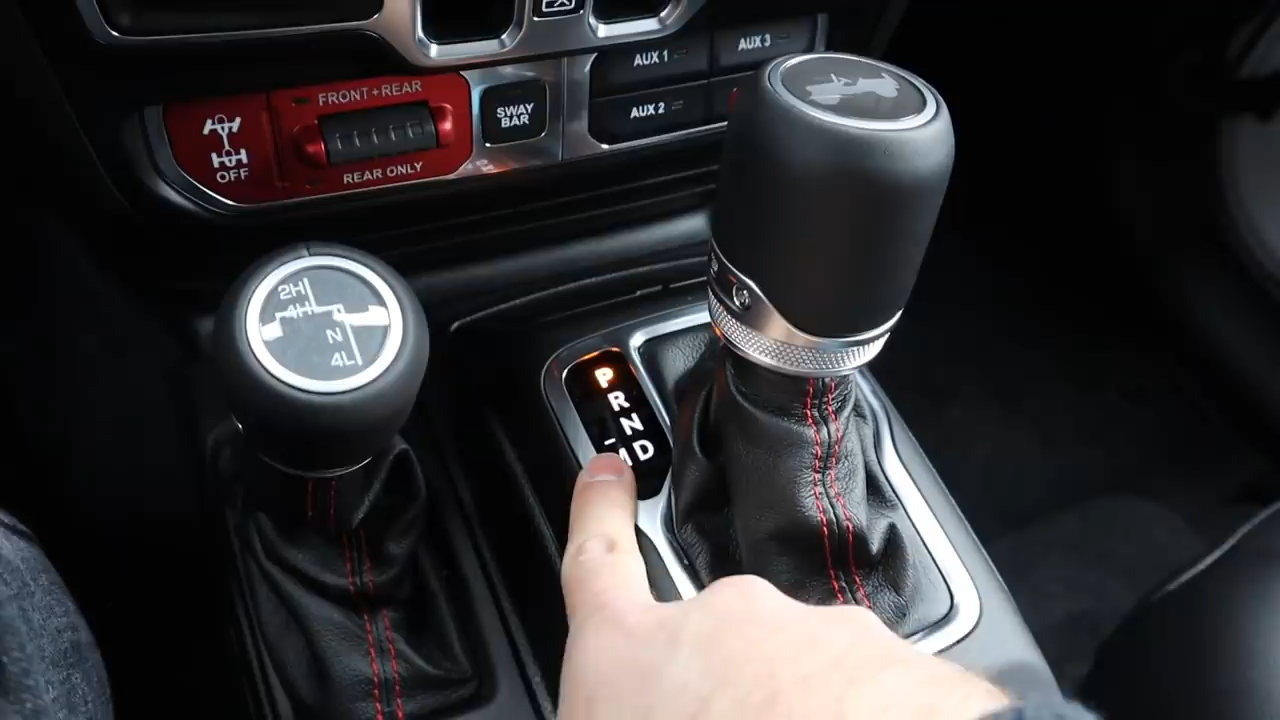 AUX 1
AUX 3
AUX 2
FRONT+REAR
SWAY
BAR
OFF
REAR ONLY
2H
4H
N
4L
P
R
N
D
M